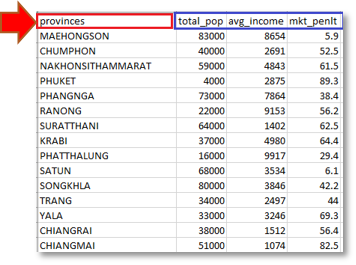 provinces total_pop avg_income mkt_penlt
MAEHONGSON 83000 8654 5.9
CHUMPHON 40000 2691 52.5
NAKHONSITHAMMARAT 59000 4843 61.5
PHUKET 4000 2875 89.3
PHANGNGA 73000 7864 38.4
RANONG 22000 9153 56.2
SURATTHANI 64000 1402 62.5
KRABI 37000 4980 64.4
PHATTHALUNG 16000 9917 29.4
SATUN 68000 3534 6.1
SONGKHLA 80000 3846 42.2
TRANG 34000 2497 44
YALA 33000 3246 69.3
CHIANGRAI 38000 1512 56.4
CHIANGMAI 51000 1074 82.5